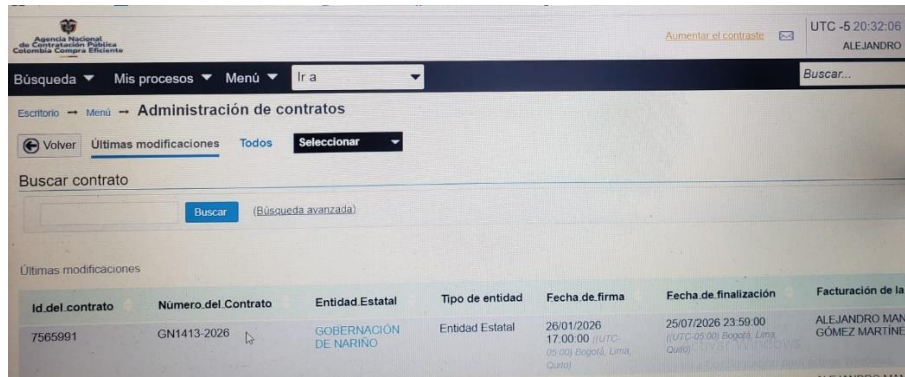 Agencia Nacional
de Contratación Pública
Colombia Compra Eficiente
Aumentar el contraste
UTC -5 20:32:06
ALEJANDRO
Búsqueda Mis procesos Menú Ir a
Buscar...
Escritorio → Menú → Administración de contratos
Volver Últimas modificaciones Todos Seleccionar
Buscar contrato
Buscar (Búsqueda avanzada)
Últimas modificaciones
Id.del.contrato Número.del.Contrato Entidad.Estatal Tipo de entidad Fecha.de.firma Fecha.de.finalización Facturación de la
7565991 GN1413-2026 GOBERNACIÓN Entidad Estatal 26/01/2026 25/07/2026 23:59:00 ALEJANDRO MAN
DE NARIÑO 17:00:00 ((UTC- ((UTC-05:00) Bogotá, Lima, GÓMEZ MARTÍNE
05:00) Bogotá, Lima, Quito)
Quito)